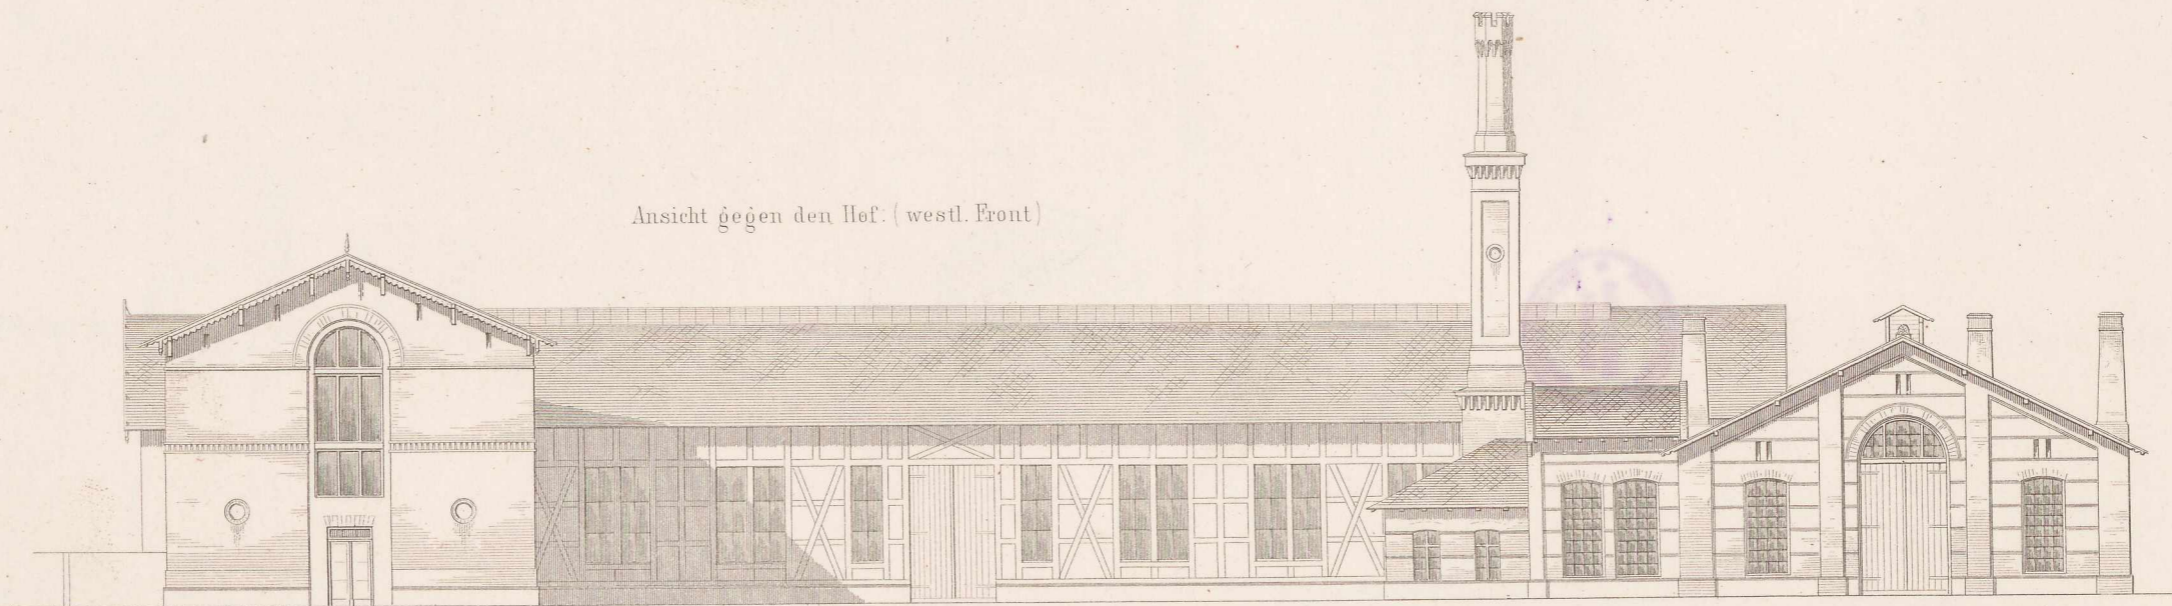 Ansicht gegen den Hof. (westl. Front)